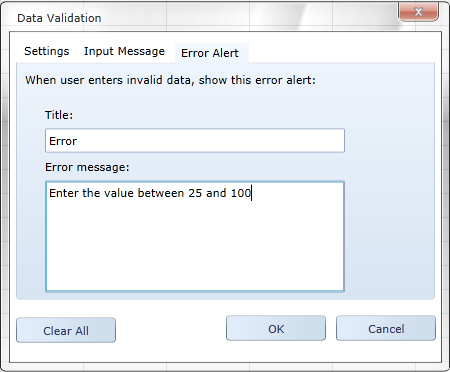 Data Validation
x
Settings Input Message Error Alert
When user enters invalid data, show this error alert:
Title:
Error
Error message:
Enter the value between 25 and 100
Clear All OK Cancel